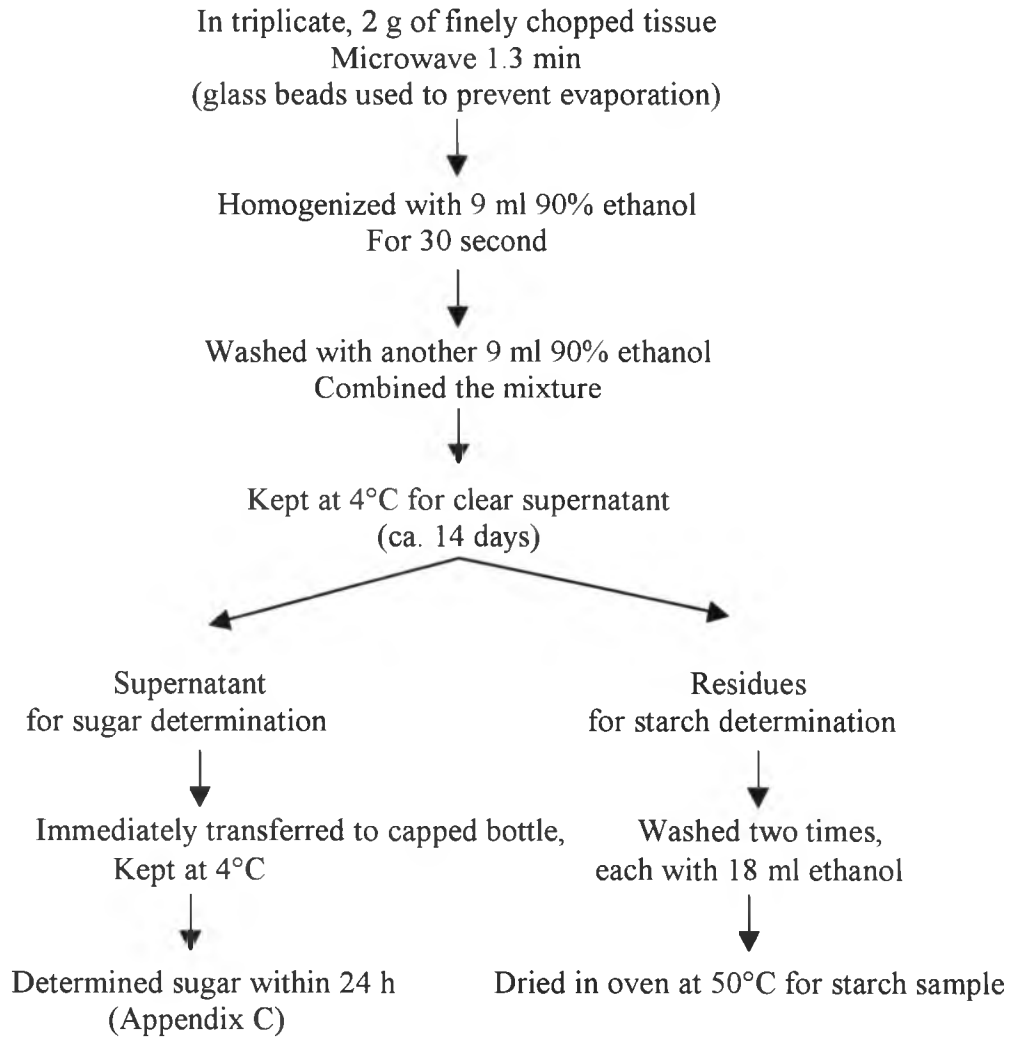 In triplicate, 2 g of finely chopped tissue
Microwave 1.3 min
(glass beads used to prevent evaporation)
Homogenized with 9 ml 90% ethanol
For 30 second
Washed with another 9 ml 90% ethanol
Combined the mixture
Kept at 4°C for clear supernatant
(ca. 14 days)
Supernatant
for sugar determination
Immediately transferred to capped bottle,
Kept at 4°C
Determined sugar within 24 h
(Appendix C)
Residues
for starch determination
Washed two times,
each with 18 ml ethanol
Dried in oven at 50°C for starch sample